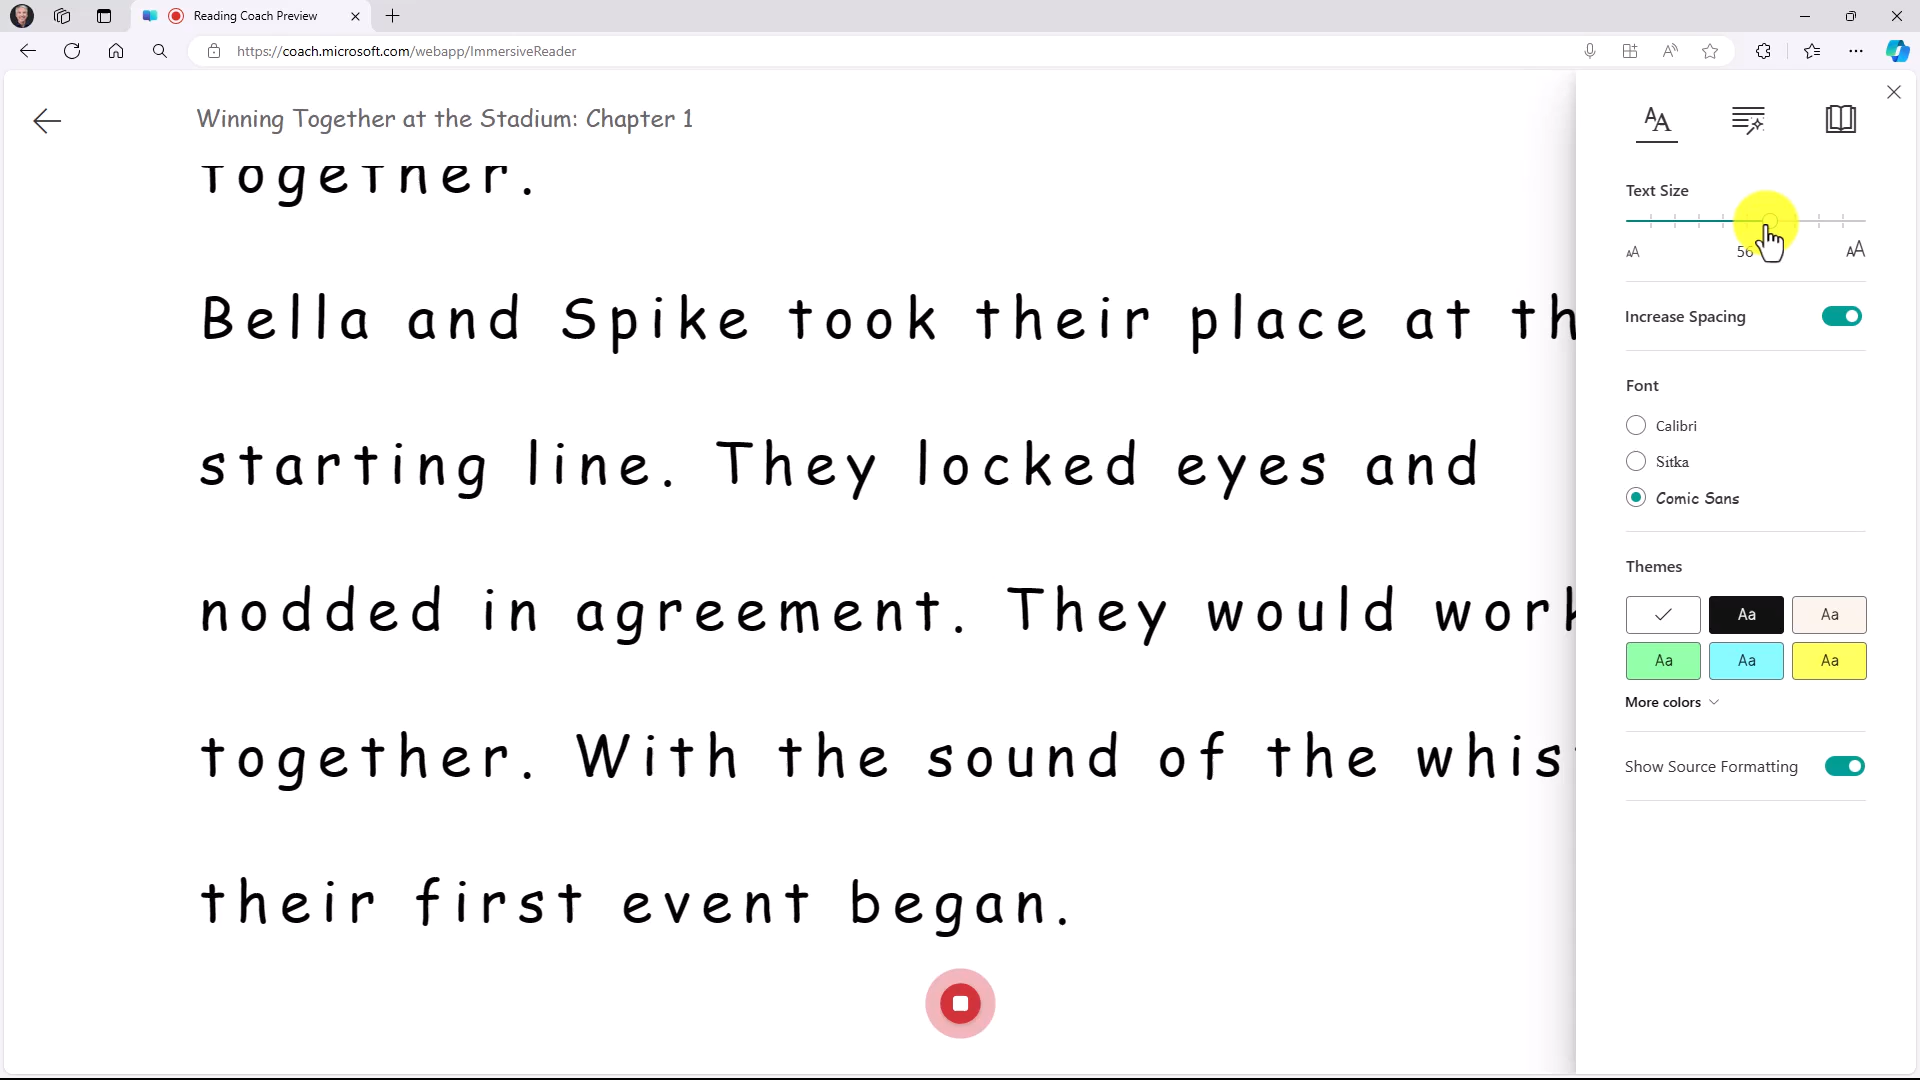 Reading Coach Preview
https://coach.microsoft.com/webapp/ImmersiveReader
Winning Together at the Stadium: Chapter 1
together.
Bella and Spike took their place at th
starting line. They locked eyes and
nodded in agreement. They would work
together. With the sound of the whis
their first event began.
AA
Text Size
AA
56
AA
Increase Spacing
Font
Calibri
Sitka
Comic Sans
Themes
Aa
Aa
Aa
Aa
Aa
More colors
Show Source Formatting